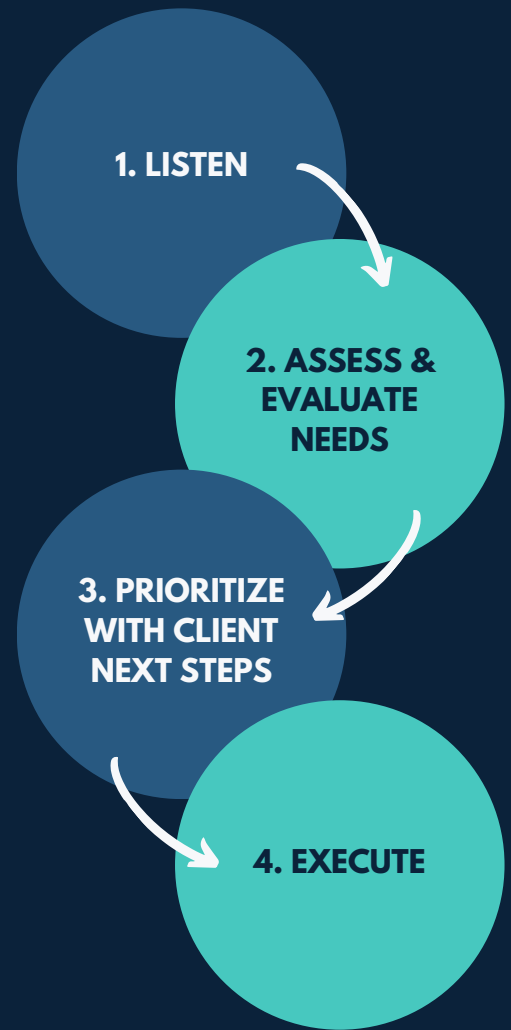 1. LISTEN
2. ASSESS &
EVALUATE
NEEDS
3. PRIORITIZE
WITH CLIENT
NEXT STEPS
4. EXECUTE